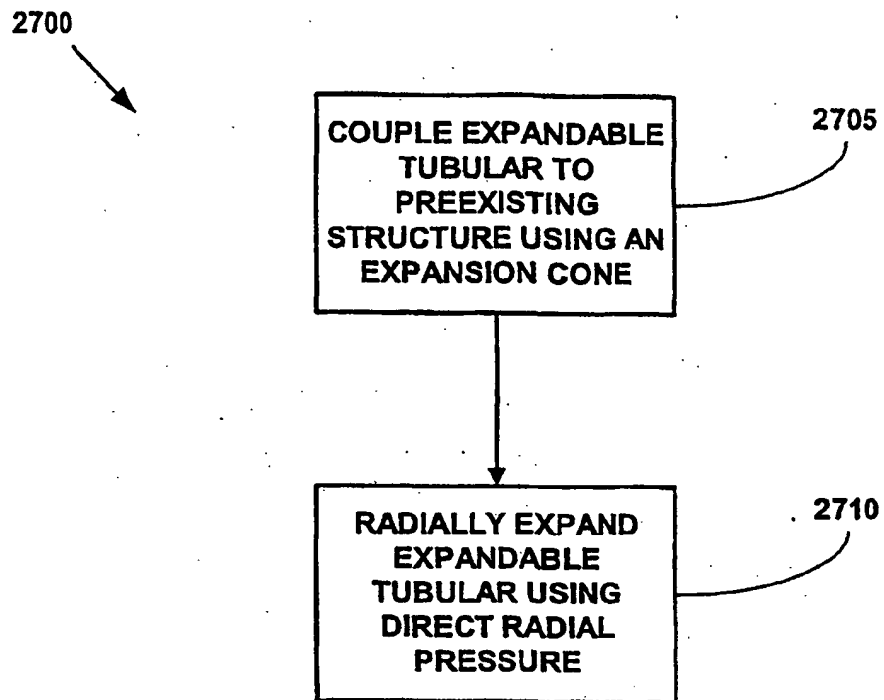 2700
COUPLE EXPANDABLE
TUBULAR TO
PREEXISTING
STRUCTURE USING AN
EXPANSION CONE
2705
RADIALLY EXPAND
EXPANDABLE
TUBULAR USING
DIRECT RADIAL
PRESSURE
2710